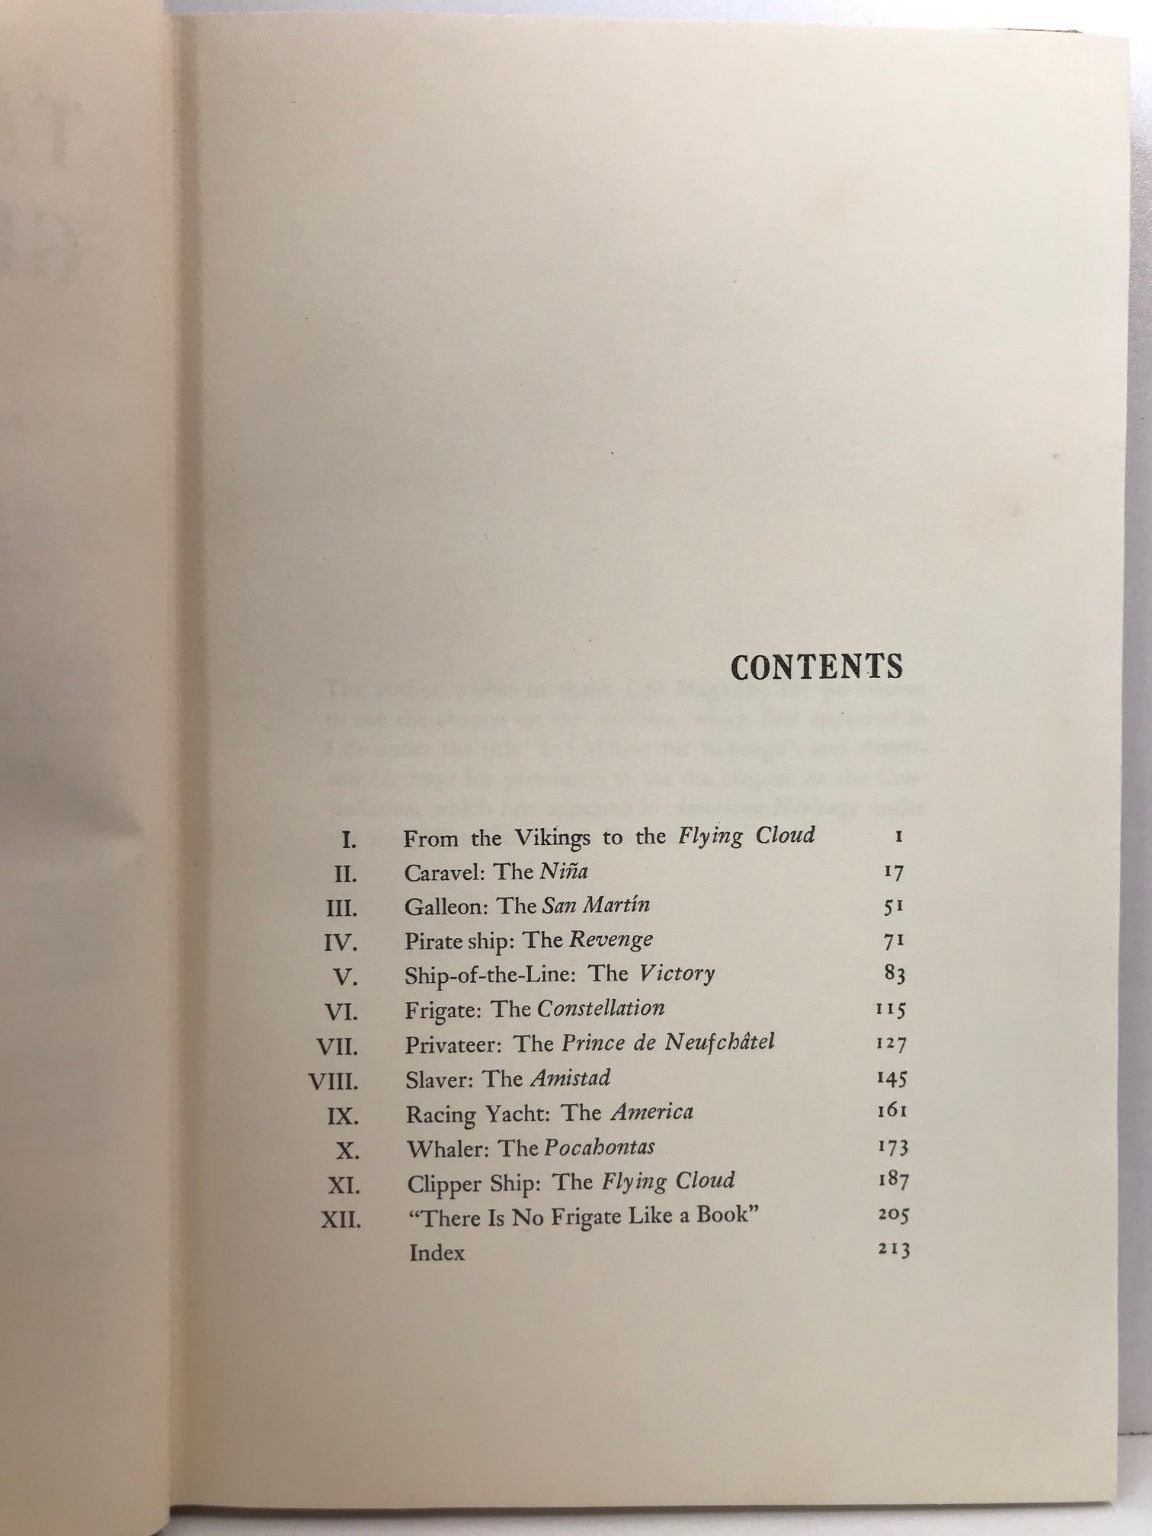 CONTENTS
I. From the Vikings to the Flying Cloud 1
II. Caravel: The Niña 17
III. Galleon: The San Martín 51
IV. Pirate ship: The Revenge 71
V. Ship-of-the-Line: The Victory 83
VI. Frigate: The Constellation 115
VII. Privateer: The Prince de Neufchâtel 127
VIII. Slaver: The Amistad 145
IX. Racing Yacht: The America 161
X. Whaler: The Pocahontas 173
XI. Clipper Ship: The Flying Cloud 187
XII. “There Is No Frigate Like a Book” 205
Index 213